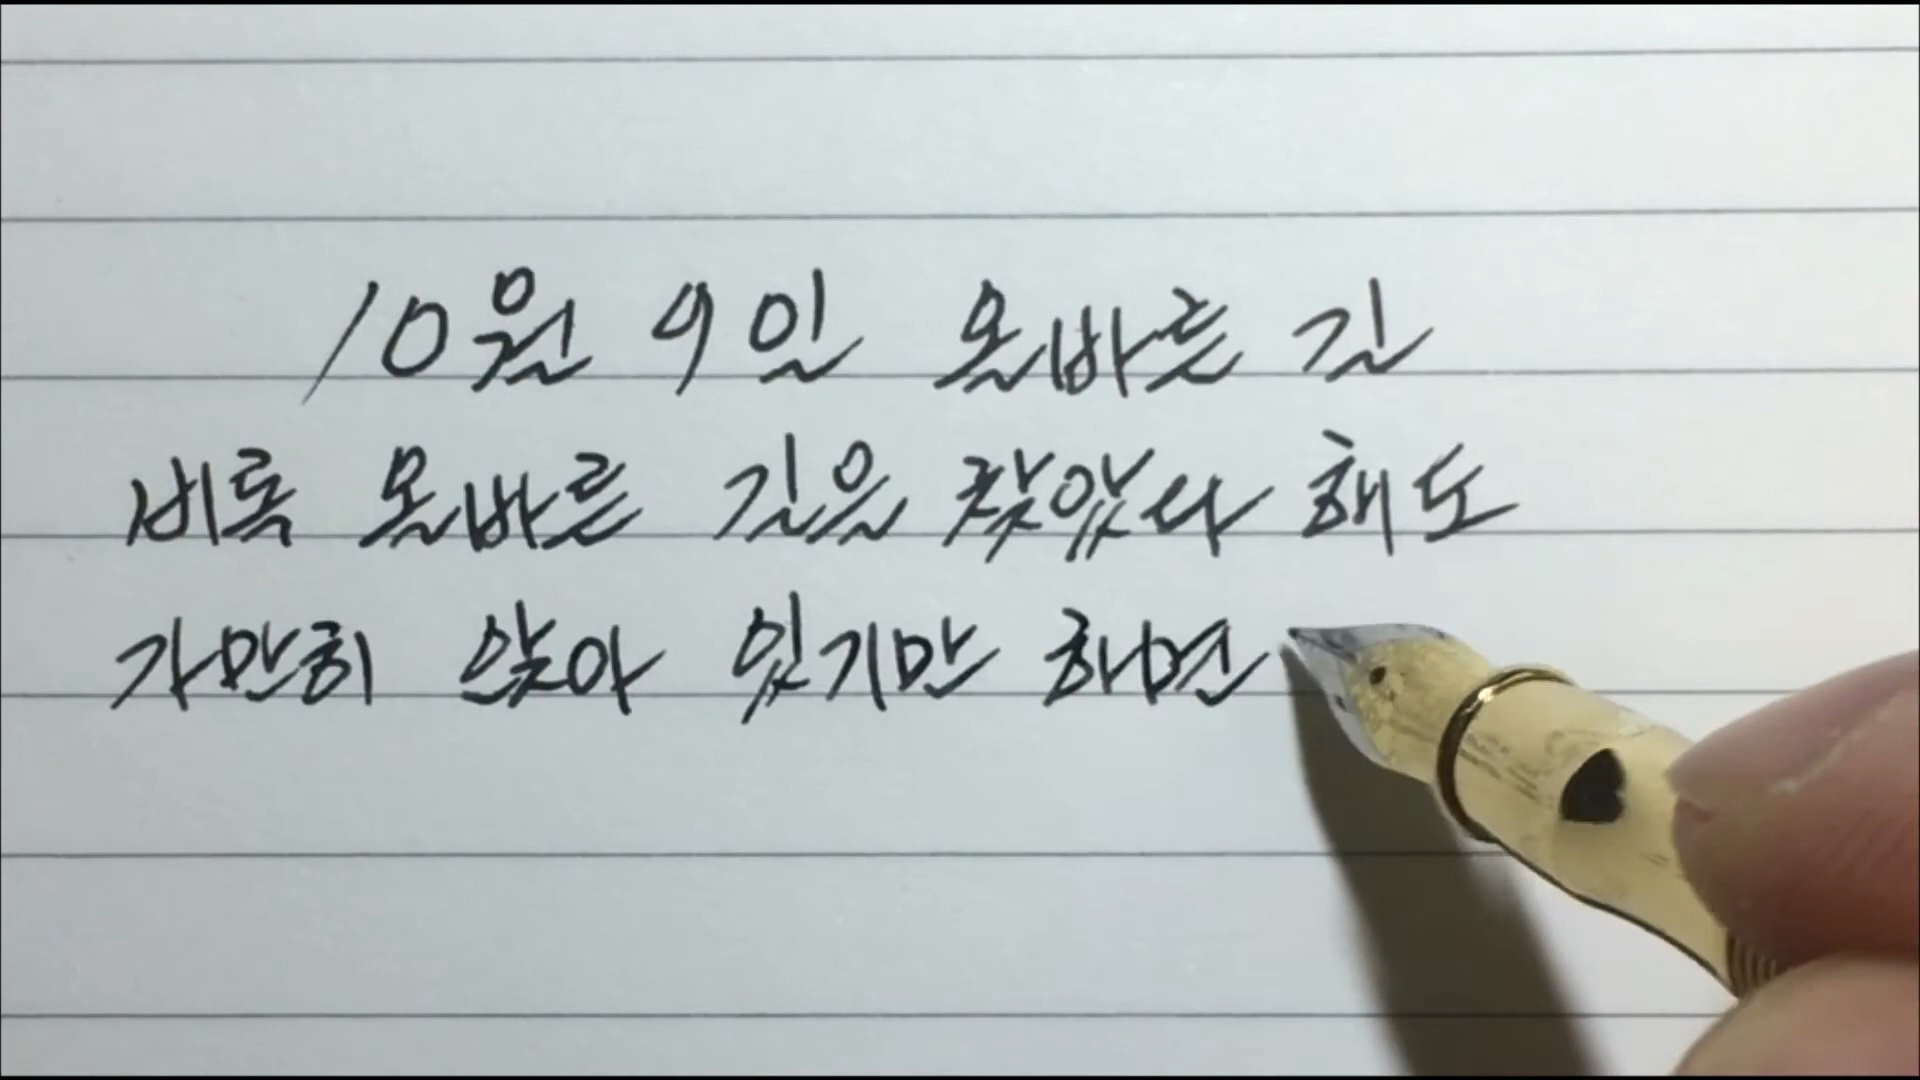 10월 9일 올바른 길
비록 올바른 길을 찾았다 해도
가만히 앉아 있기만 하면